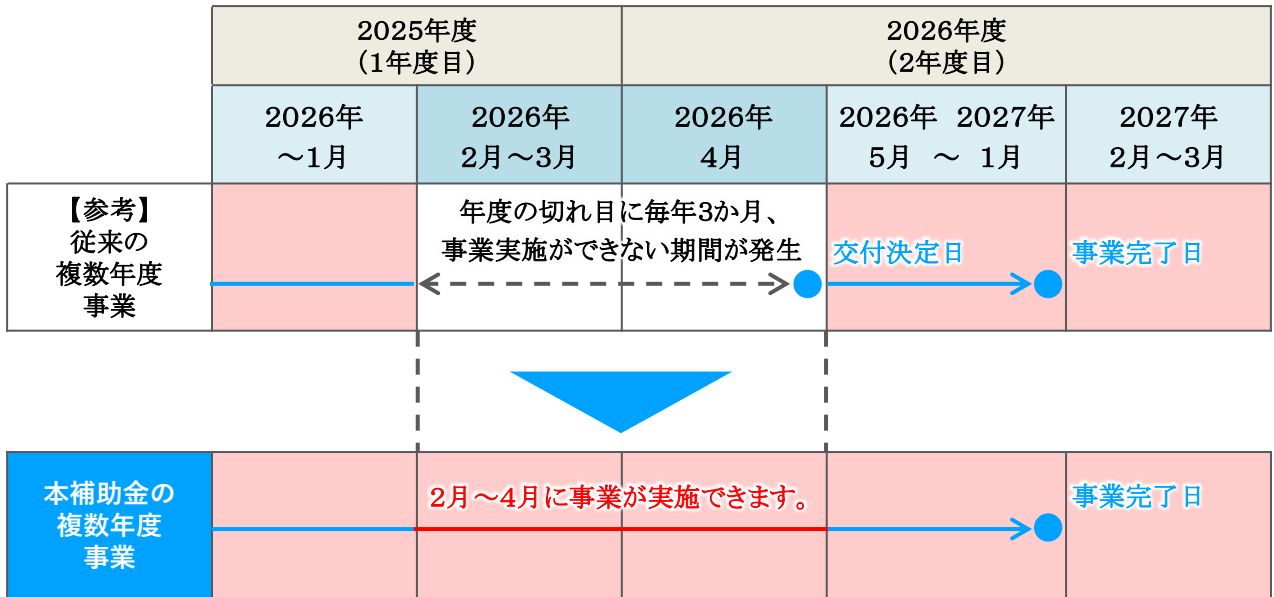 2025年度
（1年度目）
2026年度
（2年度目）
2026年
～1月
2026年
2月～3月
2026年
4月
2026年 2027年
5月 ～ 1月
2027年
2月～3月
【参考】
従来の
複数年度
事業
年度の切れ目に毎年3か月、
事業実施ができない期間が発生
交付決定日
事業完了日
本補助金の
複数年度
事業
2月～4月に事業が実施できます。
事業完了日